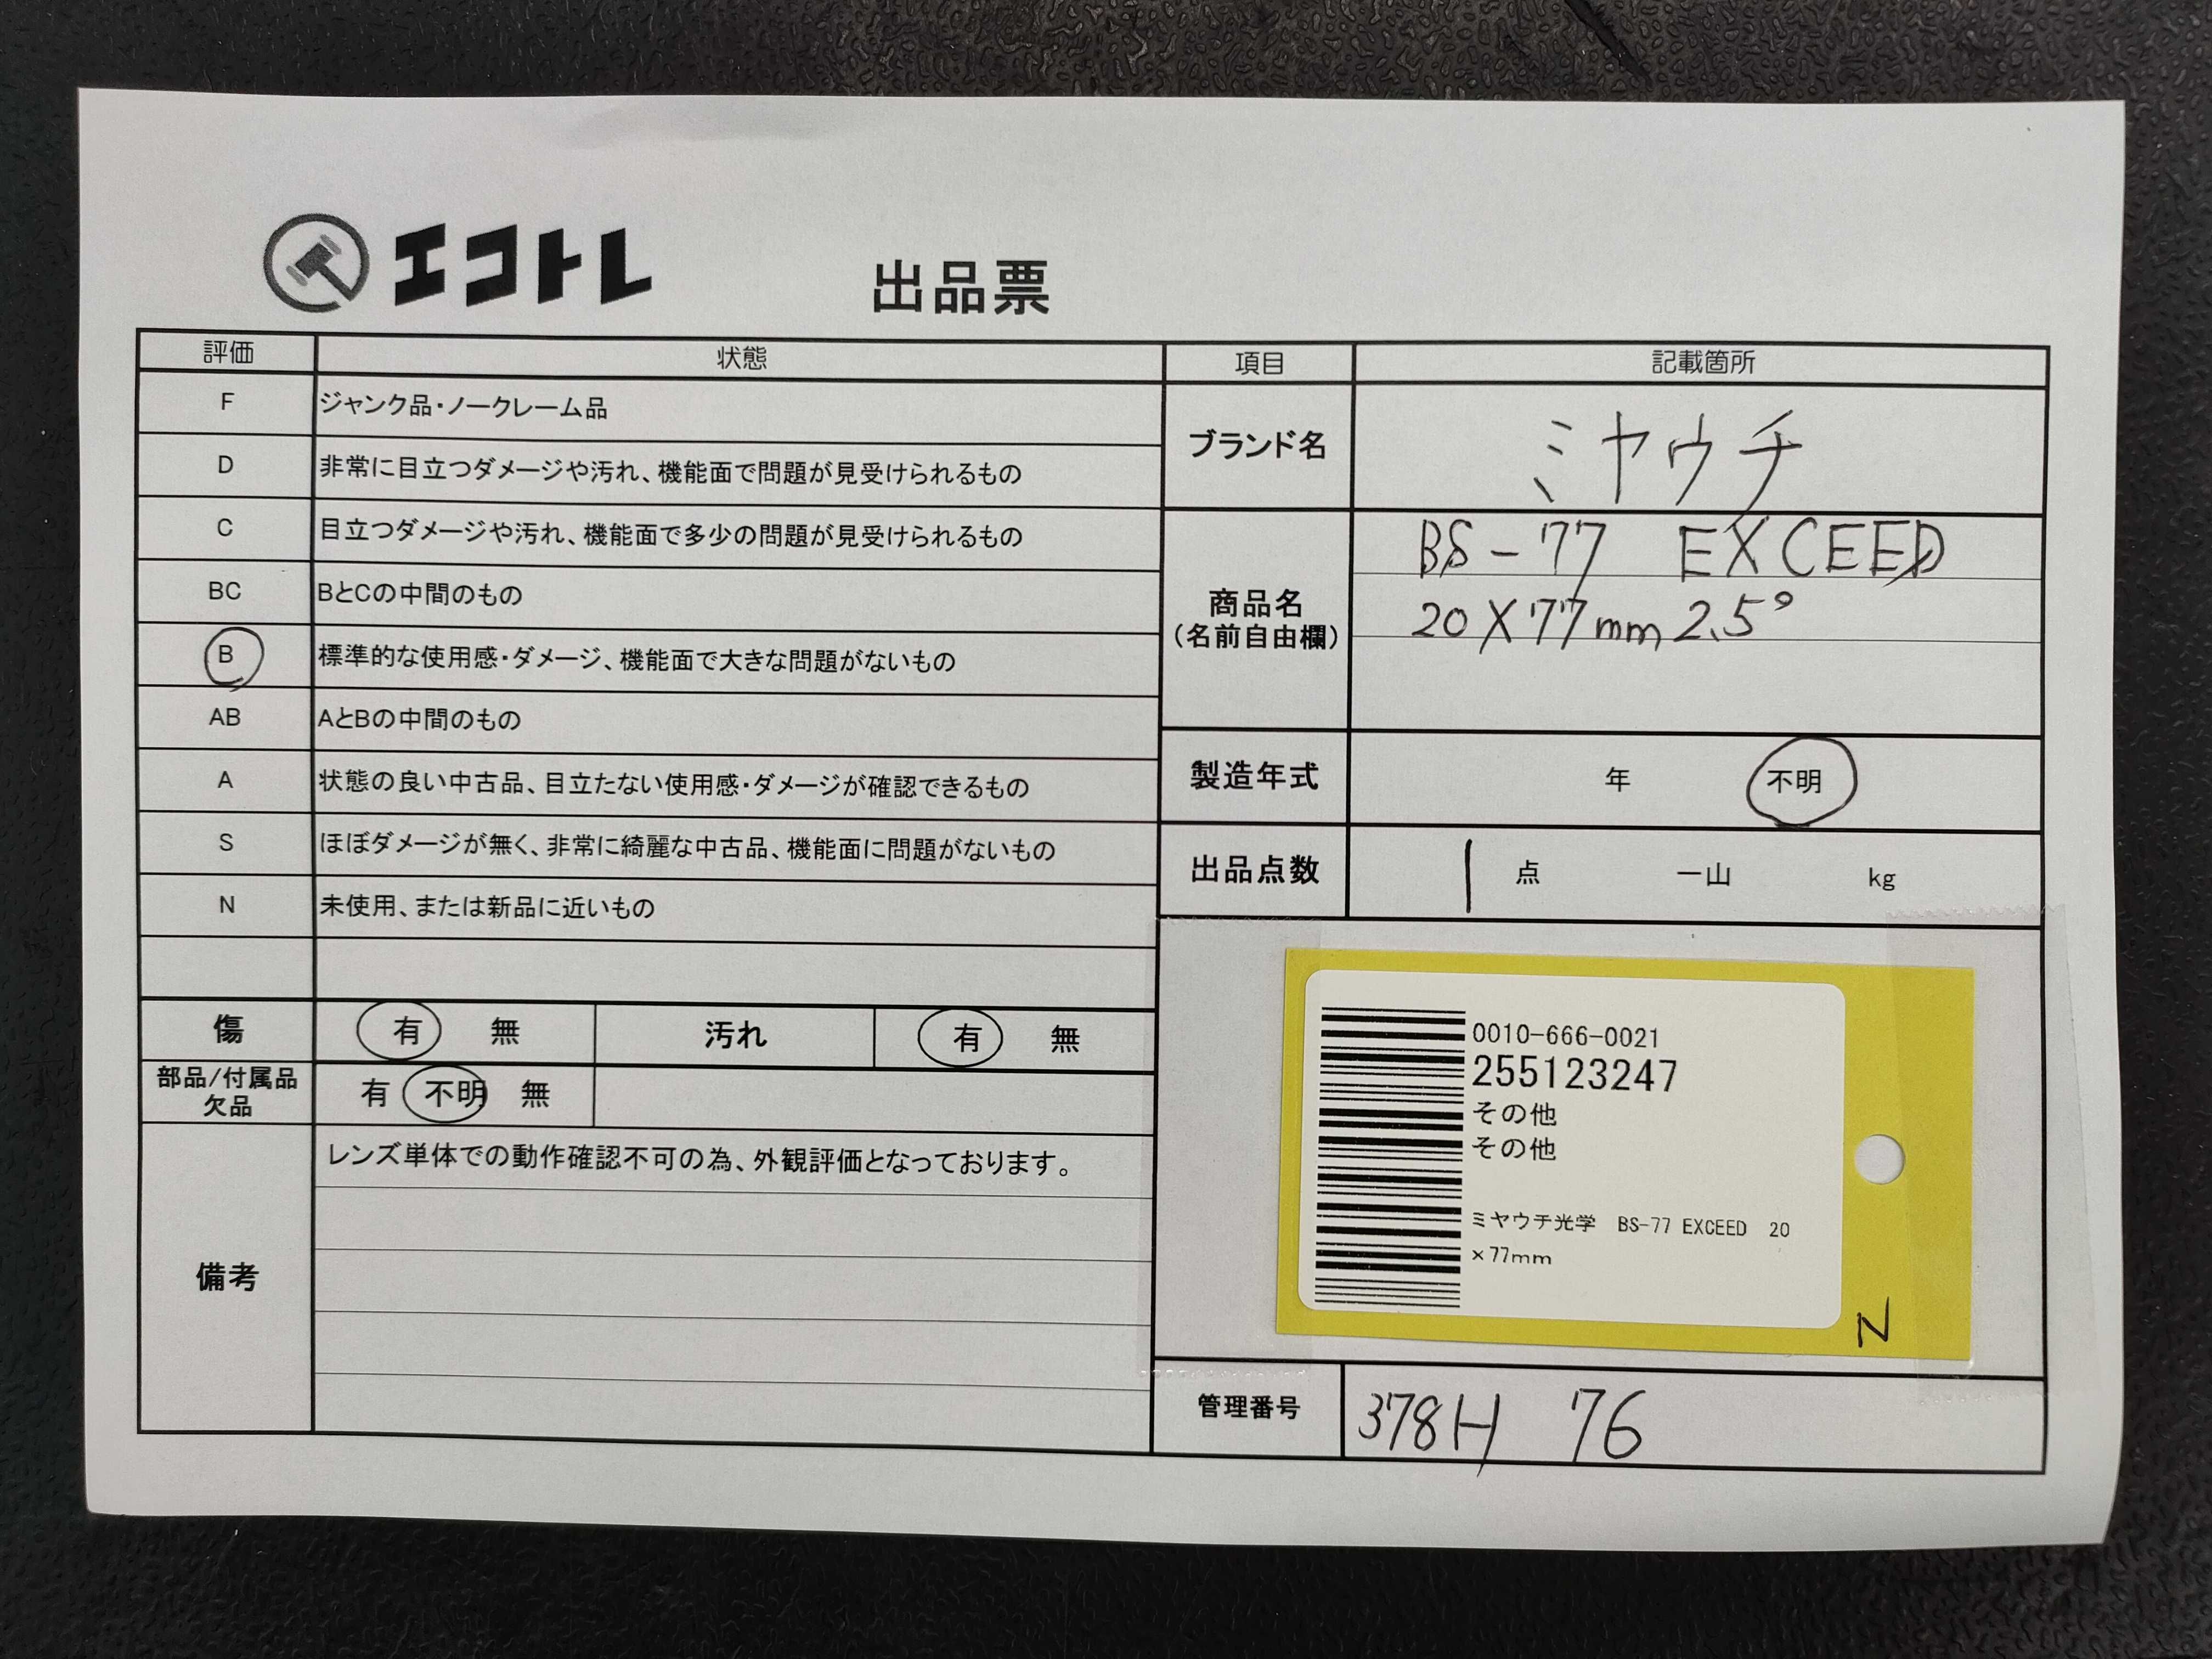 エコトレ 出品票
評価 状態
F ジャンク品・ノークレーム品
D 非常に目立つダメージや汚れ、機能面で問題が見受けられるもの
C 目立つダメージや汚れ、機能面で多少の問題が見受けられるもの
BC BとCの中間のもの
B 標準的な使用感・ダメージ、機能面で大きな問題がないもの
AB AとBの中間のもの
A 状態の良い中古品、目立たない使用感・ダメージが確認できるもの
S ほぼダメージが無く、非常に綺麗な中古品、機能面に問題がないもの
N 未使用、または新品に近いもの
傷 有 無 汚れ 有 無
部品/付属品
欠品 有 不明 無
備考 レンズ単体での動作確認不可の為、外観評価となっております。
項目 記載箇所
ブランド名 ミヤウチ
商品名
(名前自由欄)
BS-77 EXCEED
20X77mm 2.5°
製造年式 年 不明
出品点数 1 点 一山 kg
0010-666-0021
255123247
その他
その他
ミヤウチ光学 BS-77 EXCEED 20
×77mm
N
管理番号 378H 76